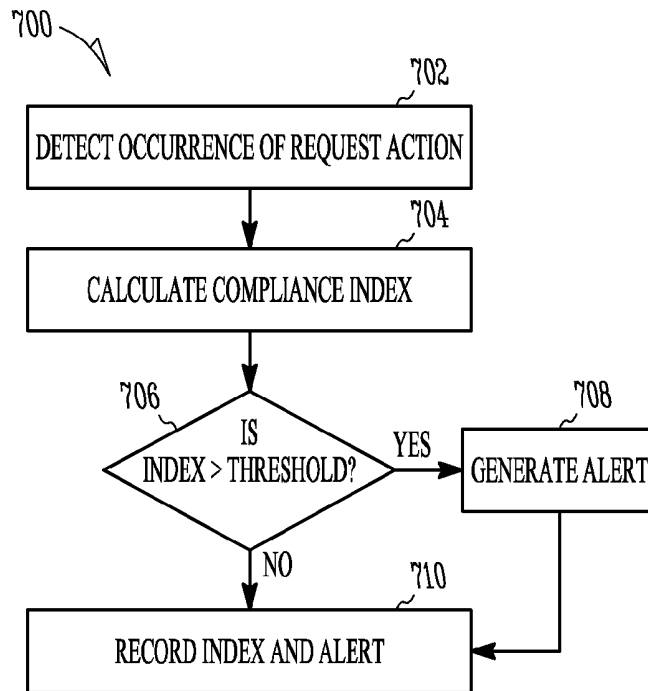 700
702
DETECT OCCURRENCE OF REQUEST ACTION
704
CALCULATE COMPLIANCE INDEX
706
IS
INDEX > THRESHOLD?
YES
708
GENERATE ALERT
NO
710
RECORD INDEX AND ALERT